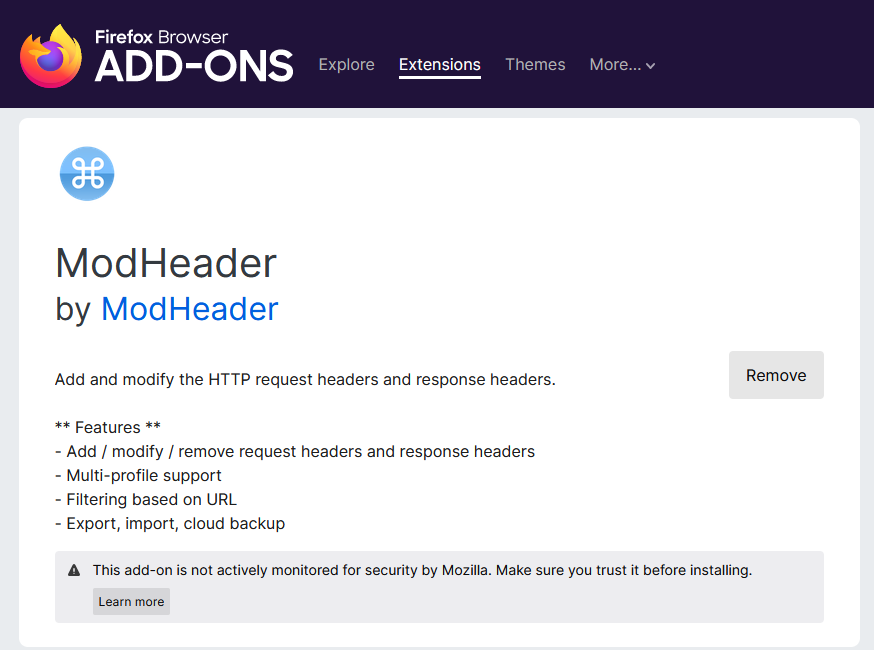 Firefox Browser
ADD-ONS
Explore
Extensions
Themes
More...
ModHeader
by ModHeader
Add and modify the HTTP request headers and response headers.
Remove
** Features **
- Add / modify / remove request headers and response headers
- Multi-profile support
- Filtering based on URL
- Export, import, cloud backup
This add-on is not actively monitored for security by Mozilla. Make sure you trust it before installing.
Learn more